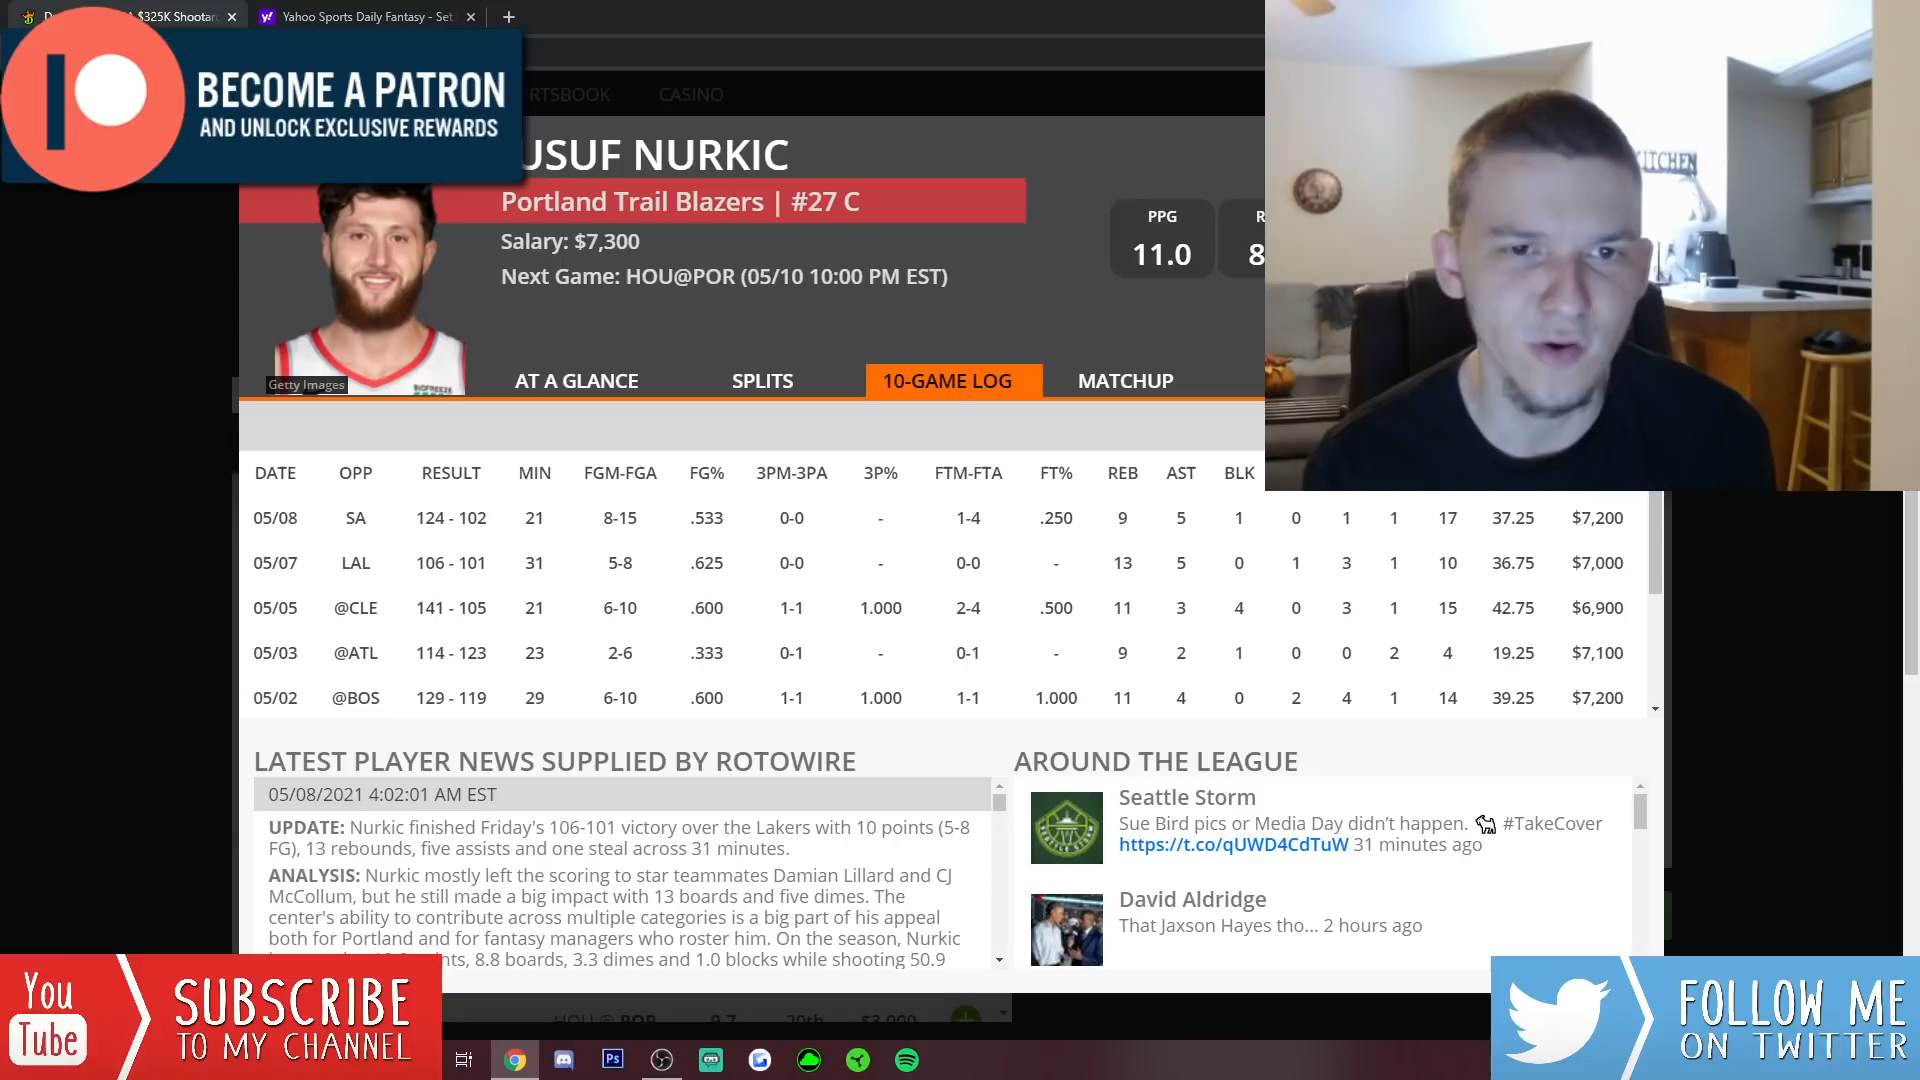 $325K Shootar
Yahoo Sports Daily Fantasy - Set
BECOME A PATRON
AND UNLOCK EXCLUSIVE REWARDS
RTSBOOK CASINO
USUF NURKIC
Portland Trail Blazers | #27 C
Salary: $7,300
Next Game: HOU@POR (05/10 10:00 PM EST)
PPG R
11.0 8
KITCHEN
BIOFREEZE
Getty Images
AT A GLANCE SPLITS 10-GAME LOG MATCHUP
DATE OPP RESULT MIN FGM-FGA FG% 3PM-3PA 3P% FTM-FTA FT% REB AST BLK
05/08 SA 124 - 102 21 8-15 .533 0-0 - 1-4 .250 9 5 1 0 1 1 17 37.25 $7,200
05/07 LAL 106 - 101 31 5-8 .625 0-0 - 0-0 - 13 5 0 1 3 1 10 36.75 $7,000
05/05 @CLE 141 - 105 21 6-10 .600 1-1 1.000 2-4 .500 11 3 4 0 3 1 15 42.75 $6,900
05/03 @ATL 114 - 123 23 2-6 .333 0-1 - 0-1 - 9 2 1 0 0 2 4 19.25 $7,100
05/02 @BOS 129 - 119 29 6-10 .600 1-1 1.000 1-1 1.000 11 4 0 2 4 1 14 39.25 $7,200
LATEST PLAYER NEWS SUPPLIED BY ROTOWIRE
05/08/2021 4:02:01 AM EST
UPDATE: Nurkic finished Friday's 106-101 victory over the Lakers with 10 points (5-8
FG), 13 rebounds, five assists and one steal across 31 minutes.
ANALYSIS: Nurkic mostly left the scoring to star teammates Damian Lillard and CJ
McCollum, but he still made a big impact with 13 boards and five dimes. The
center's ability to contribute across multiple categories is a big part of his appeal
both for Portland and for fantasy managers who roster him. On the season, Nurkic
nts, 8.8 boards, 3.3 dimes and 1.0 blocks while shooting 50.9
AROUND THE LEAGUE
Seattle Storm
Sue Bird pics or Media Day didn't happen. #TakeCover
https://t.co/qUWD4CdTuW 31 minutes ago
David Aldridge
That Jaxson Hayes tho... 2 hours ago
HOU@ POR 9.7 20th $3,000
You
Tube
SUBSCRIBE
TO MY CHANNEL
Ps
FOLLOW ME
ON TWITTER